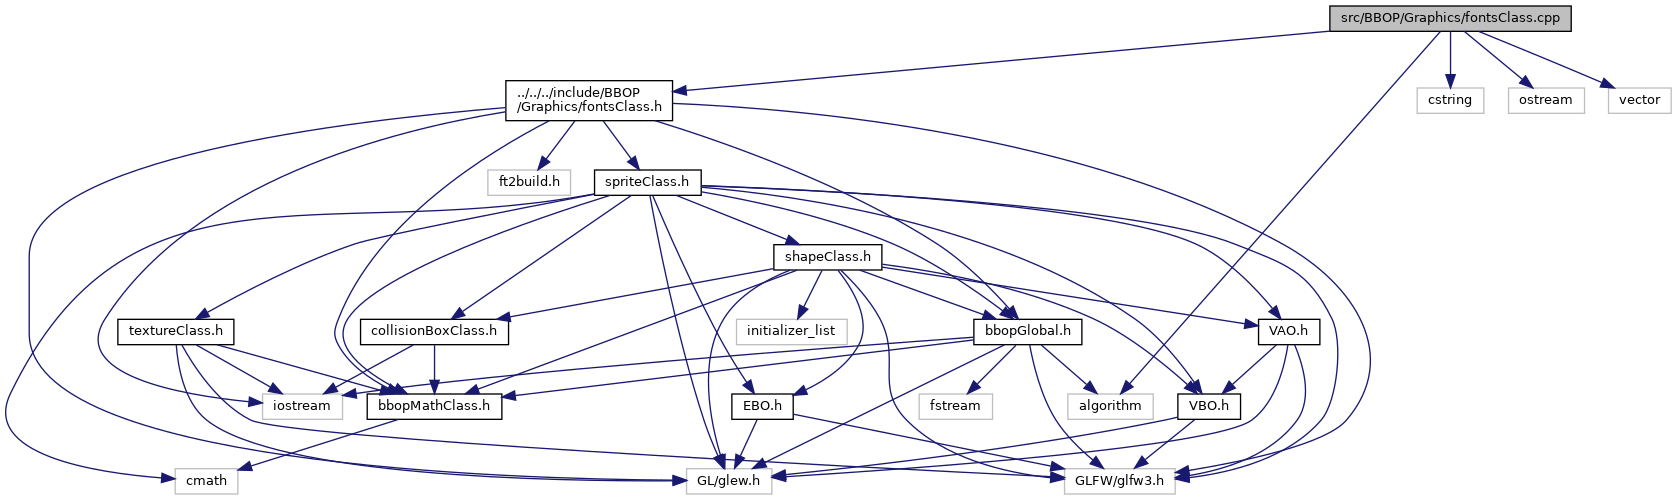 src/BBOP/Graphics/fontsClass.cpp
../../../include/BBOP
/Graphics/fontsClass.h
cstring
ostream
vector
ft2build.h
spriteClass.h
shapeClass.h
textureClass.h
collisionBoxClass.h
initializer_list
bbopGlobal.h
VAO.h
iostream
bbopMathClass.h
EBO.h
fstream
algorithm
VBO.h
cmath
GL/glew.h
GLFW/glfw3.h